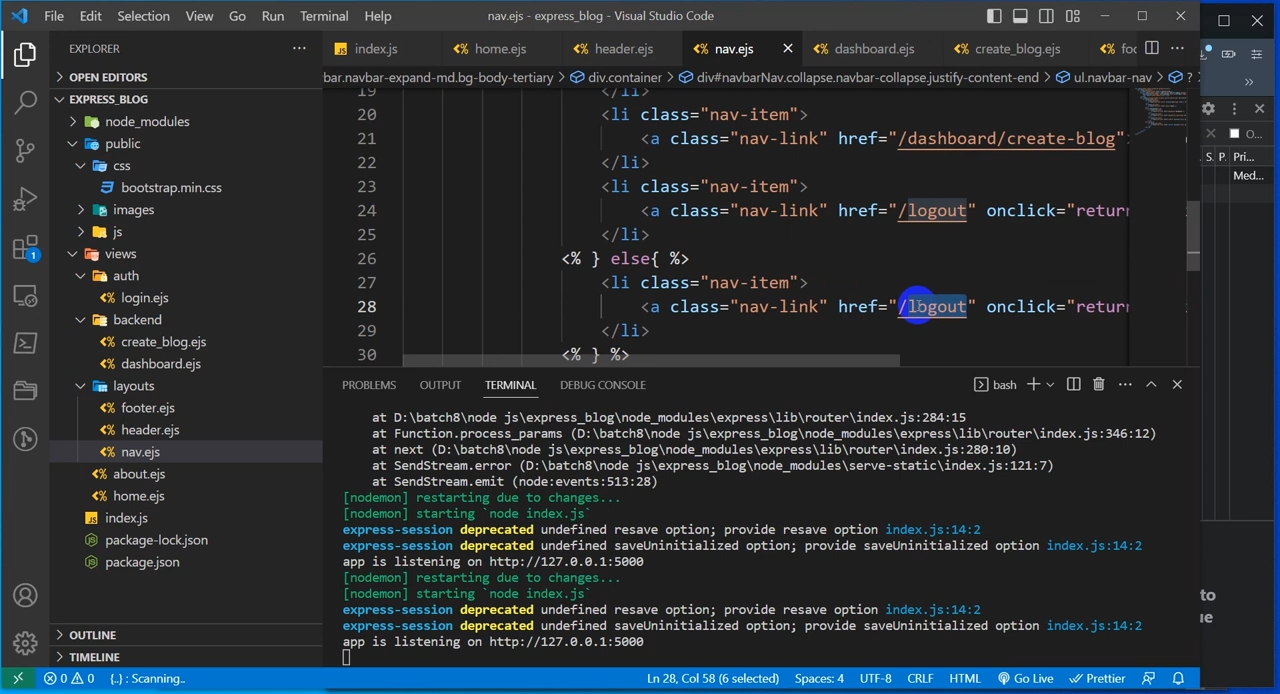 File Edit Selection View Go Run Terminal Help nav.ejs - express_blog - Visual Studio Code
EXPLORER
OPEN EDITORS
EXPRESS_BLOG
node_modules
public
css
bootstrap.min.css
images
js
views
auth
login.ejs
backend
create_blog.ejs
dashboard.ejs
layouts
footer.ejs
header.ejs
nav.ejs
about.ejs
home.ejs
index.js
package-lock.json
package.json
OUTLINE
TIMELINE
1
index.js home.ejs header.ejs nav.ejs dashboard.ejs create_blog.ejs foo
bar.navbar-expand-md.bg-body-tertiary > div.container > div#navbarNav.collapse.navbar-collapse.justify-content-end > ul.navbar-nav > ?
19 </li>
20 <li class="nav-item">
21 <a class="nav-link" href="/dashboard/create-blog">
22 </li>
23 <li class="nav-item">
24 <a class="nav-link" href="/logout" onclick="return
25 </li>
26 <% } else{ %>
27 <li class="nav-item">
28 <a class="nav-link" href="/logout" onclick="return
29 </li>
30 <% } %>
PROBLEMS OUTPUT TERMINAL DEBUG CONSOLE bash
at D:\batch8\node js\express_blog\node_modules\express\lib\router\index.js:284:15
at Function.process_params (D:\batch8\node js\express_blog\node_modules\express\lib\router\index.js:346:12)
at next (D:\batch8\node js\express_blog\node_modules\express\lib\router\index.js:280:10)
at SendStream.error (D:\batch8\node js\express_blog\node_modules\serve-static\index.js:121:7)
at SendStream.emit (node:events:513:28)
[nodemon] restarting due to changes...
[nodemon] starting `node index.js`
express-session deprecated undefined resave option; provide resave option index.js:14:2
express-session deprecated undefined saveUninitialized option; provide saveUninitialized option index.js:14:2
app is listening on http://127.0.0.1:5000
[nodemon] restarting due to changes...
[nodemon] starting `node index.js`
express-session deprecated undefined resave option; provide resave option index.js:14:2
express-session deprecated undefined saveUninitialized option; provide saveUninitialized option index.js:14:2
app is listening on http://127.0.0.1:5000
0 0 {..} : Scanning.. Ln 28, Col 58 (6 selected) Spaces: 4 UTF-8 CRLF HTML Go Live Prettier
O...
S. P. Pri...
Med...
to
ue